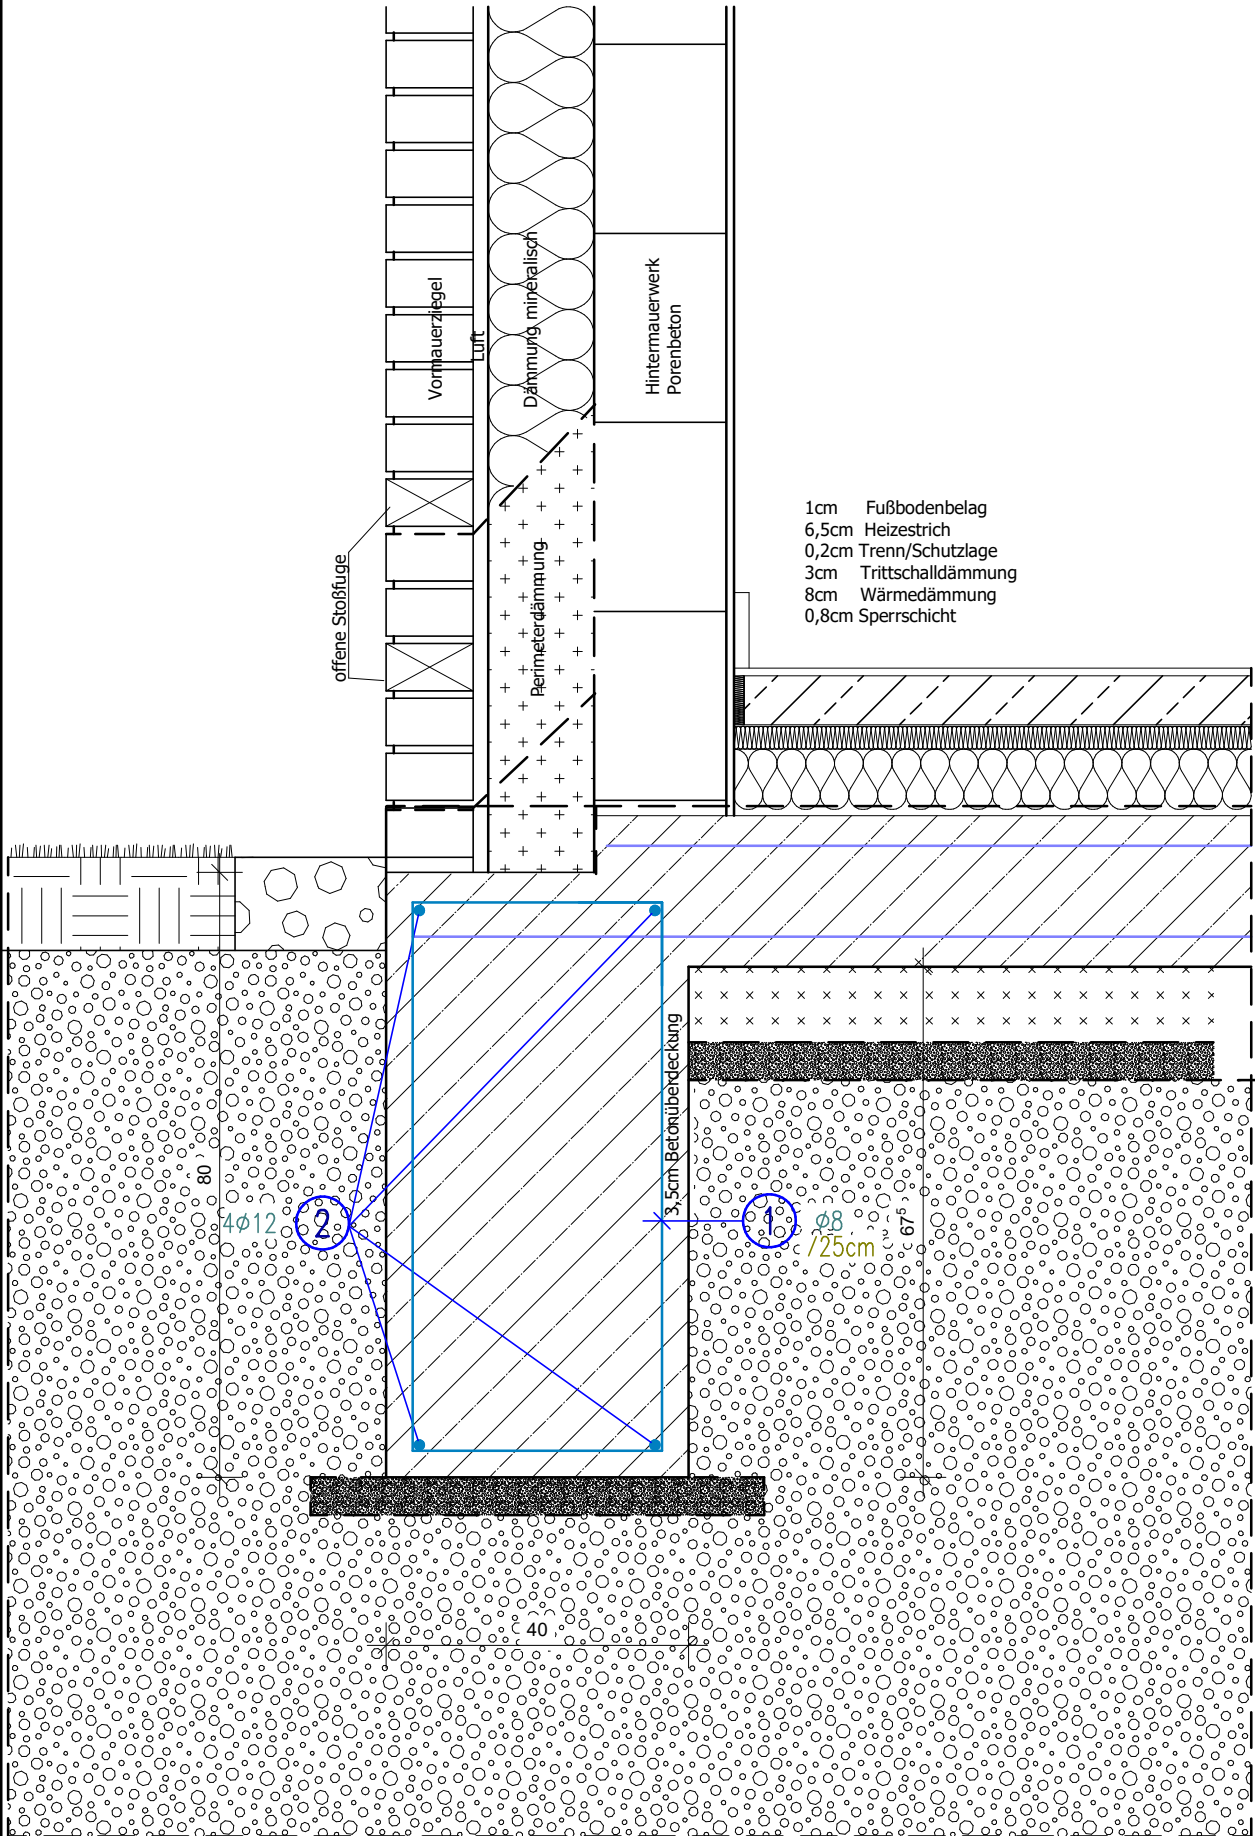 Vormauerziegel
Luft
Dämmung mineralisch
Hintermauerwerk
Porenbeton
offene Stoßfuge
Perimeterdämmung
1cm Fußbodenbelag
6,5cm Heizestrich
0,2cm Trenn/Schutzlage
3cm Trittschalldämmung
8cm Wärmedämmung
0,8cm Sperrschicht
3,5cm Betonüberdeckung
80
4ϕ12
2
1
ϕ8
/25cm
67⁵
40